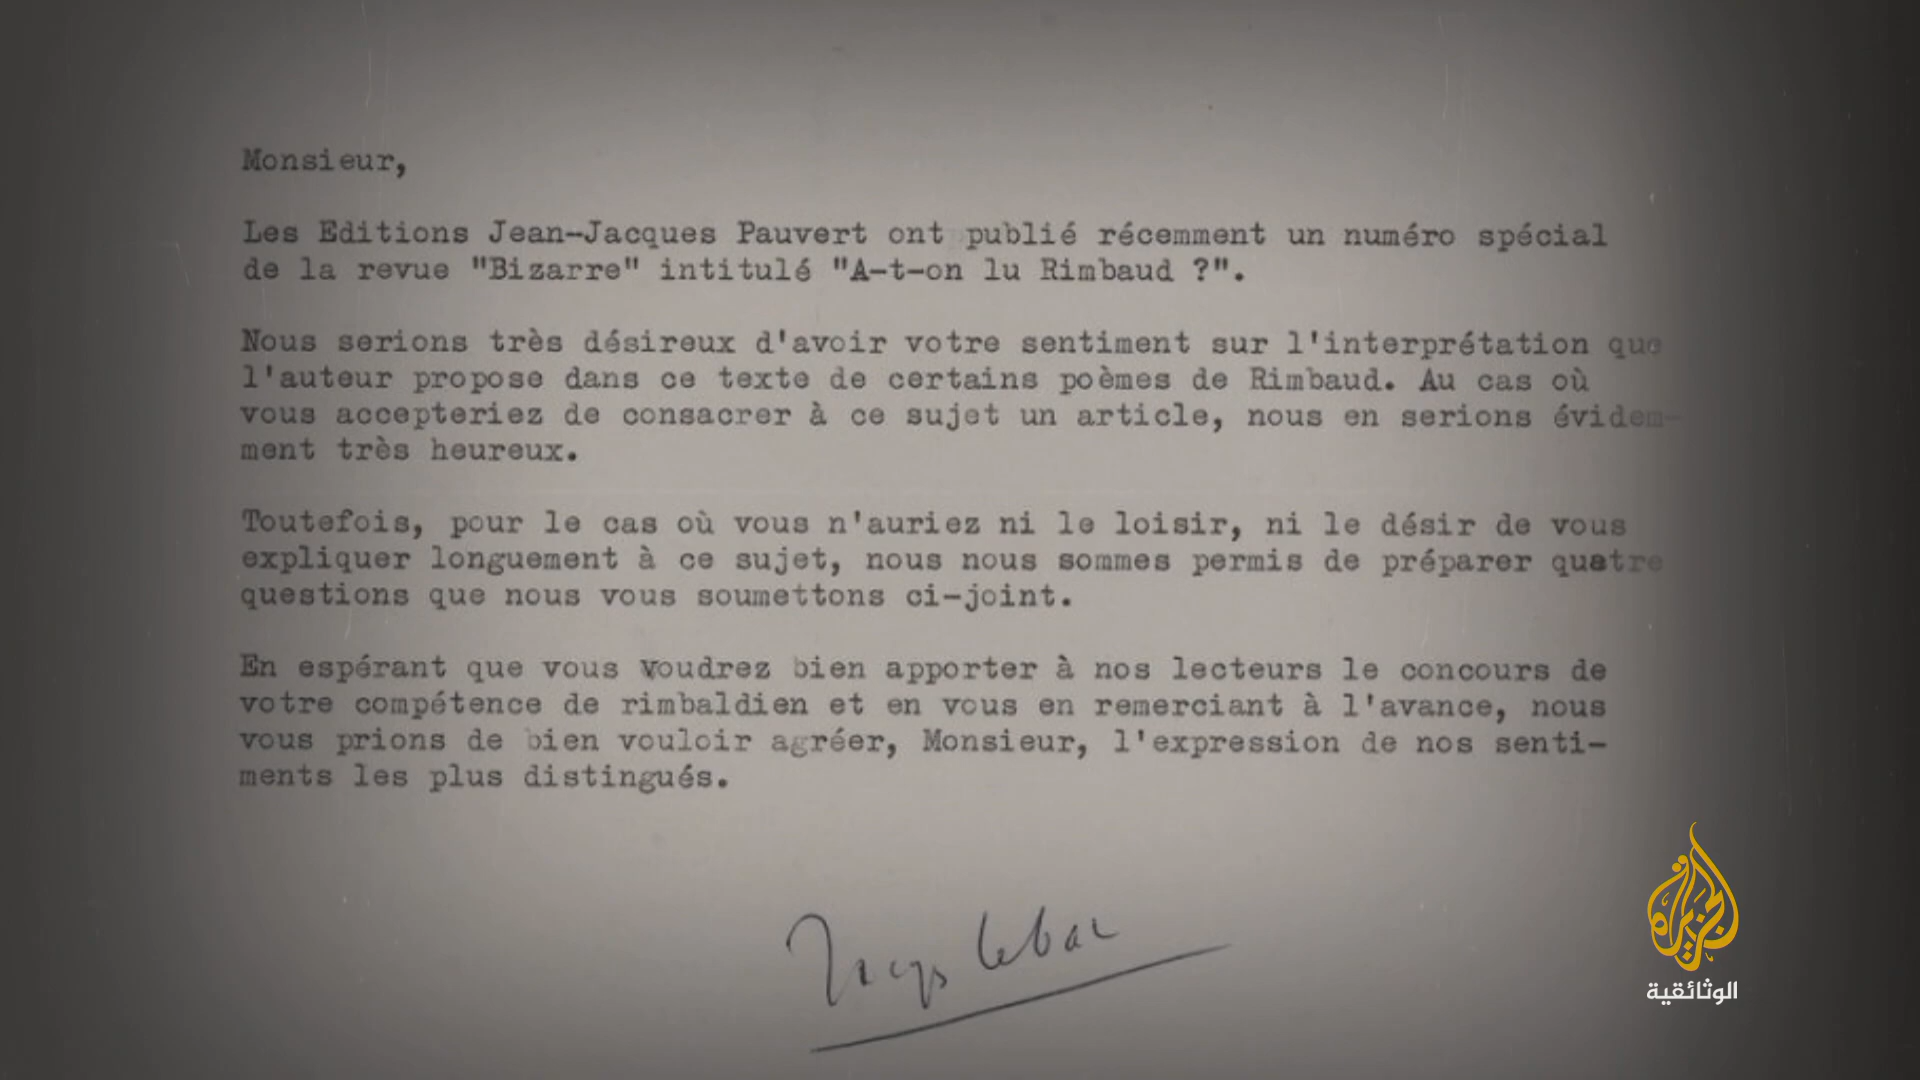 Monsieur,
Les Editions Jean-Jacques Pauvert ont publié récemment un numéro spécial
de la revue "Bizarre" intitulé "A-t-on lu Rimbaud ?".
Nous serions très désireux d'avoir votre sentiment sur l'interprétation que
l'auteur propose dans ce texte de certains poèmes de Rimbaud. Au cas où
vous accepteriez de consacrer à ce sujet un article, nous en serions évidem-
ment très heureux.
Toutefois, pour le cas où vous n'auriez ni le loisir, ni le désir de vous
expliquer longuement à ce sujet, nous nous sommes permis de préparer quatre
questions que nous vous soumettons ci-joint.
En espérant que vous voudrez bien apporter à nos lecteurs le concours de
votre compétence de rimbaldien et en vous en remerciant à l'avance, nous
vous prions de bien vouloir agréer, Monsieur, l'expression de nos senti-
ments les plus distingués.
الجزيرة
الوثائقية